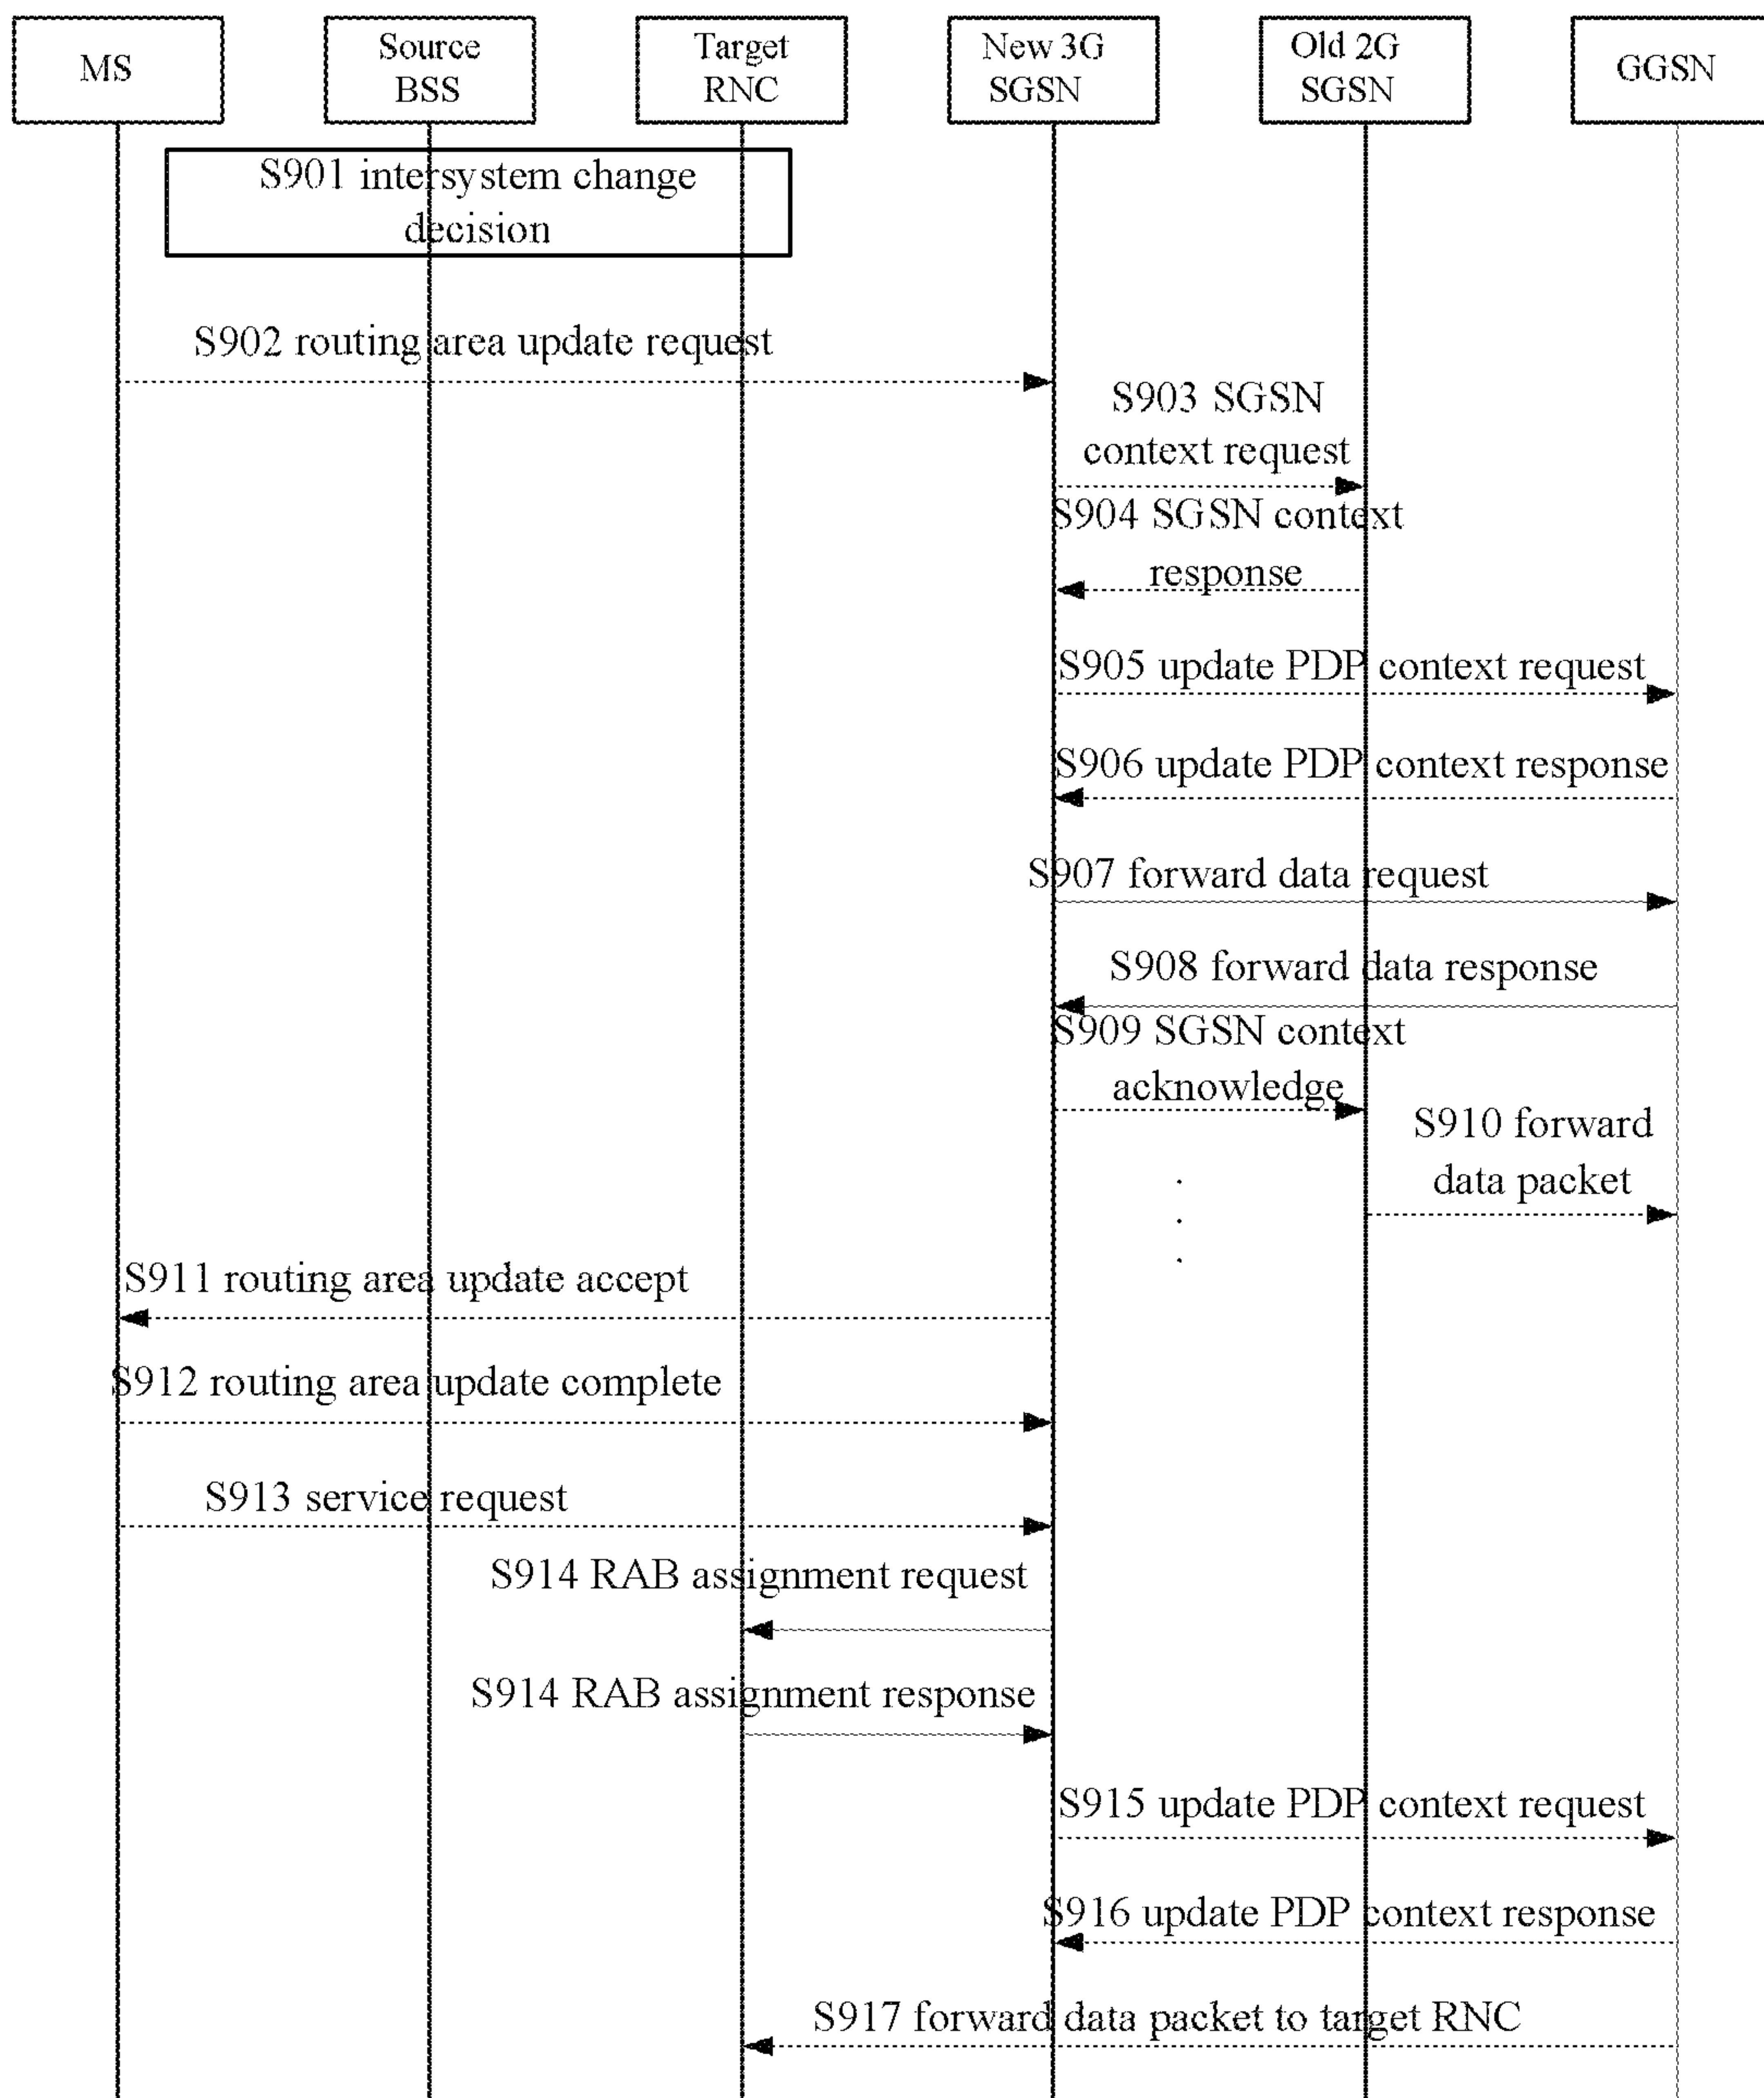 MS
Source
BSS
Target
RNC
New 3G
SGSN
Old 2G
SGSN
GGSN
S901 intersystem change
decision
S902 routing area update request
S903 SGSN
context request
S904 SGSN context
response
S905 update PDP context request
S906 update PDP context response
S907 forward data request
S908 forward data response
S909 SGSN context
acknowledge
S910 forward
data packet
S911 routing area update accept
S912 routing area update complete
S913 service request
S914 RAB assignment request
S914 RAB assignment response
S915 update PDP context request
S916 update PDP context response
S917 forward data packet to target RNC